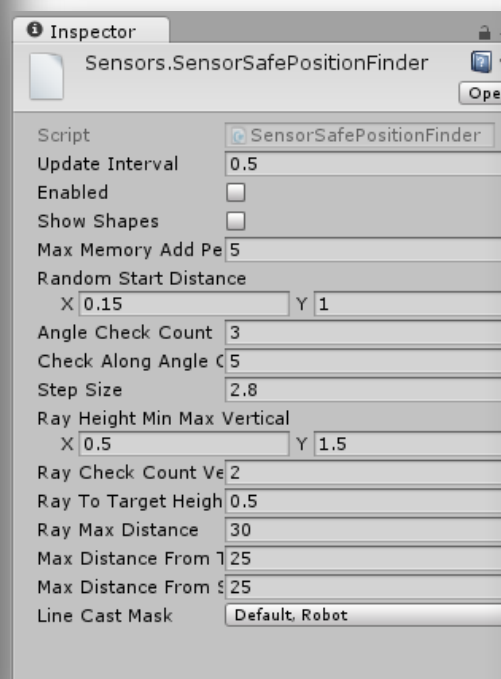 Inspector
Sensors.SensorSafePositionFinder
Ope
Script SensorSafePositionFinder
Update Interval 0.5
Enabled
Show Shapes
Max Memory Add Pe 5
Random Start Distance
X 0.15 Y 1
Angle Check Count 3
Check Along Angle C 5
Step Size 2.8
Ray Height Min Max Vertical
X 0.5 Y 1.5
Ray Check Count Ve 2
Ray To Target Heigh 0.5
Ray Max Distance 30
Max Distance From T 25
Max Distance From S 25
Line Cast Mask Default, Robot